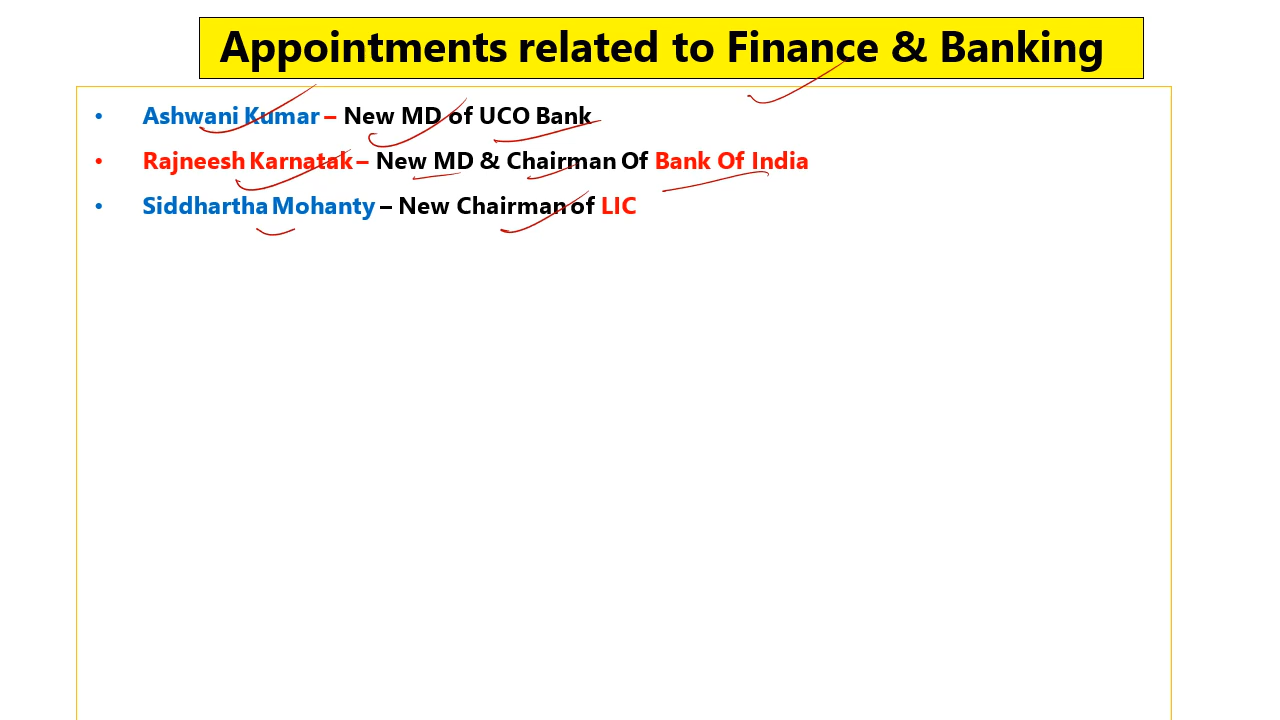 Appointments related to Finance & Banking
• Ashwani Kumar – New MD of UCO Bank
• Rajneesh Karnatak – New MD & Chairman Of Bank Of India
• Siddhartha Mohanty – New Chairman of LIC